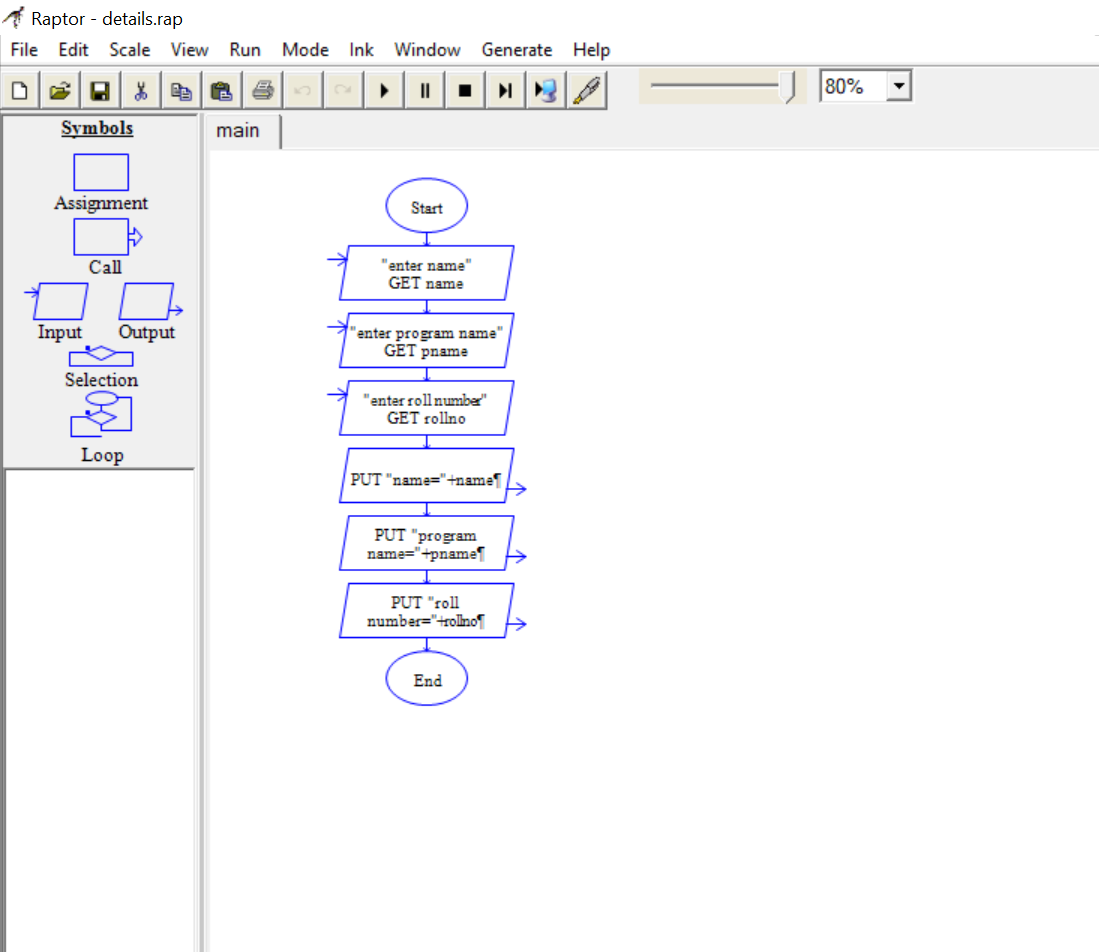 Raptor - details.rap
File Edit Scale View Run Mode Ink Window Generate Help
80%
Symbols
Assignment
Call
Input Output
Selection
Loop
main
Start
"enter name"
GET name
"enter program name"
GET pname
"enter roll number"
GET rollno
PUT "name="+name¶
PUT "program
name="+pname¶
PUT "roll
number="+rollno¶
End